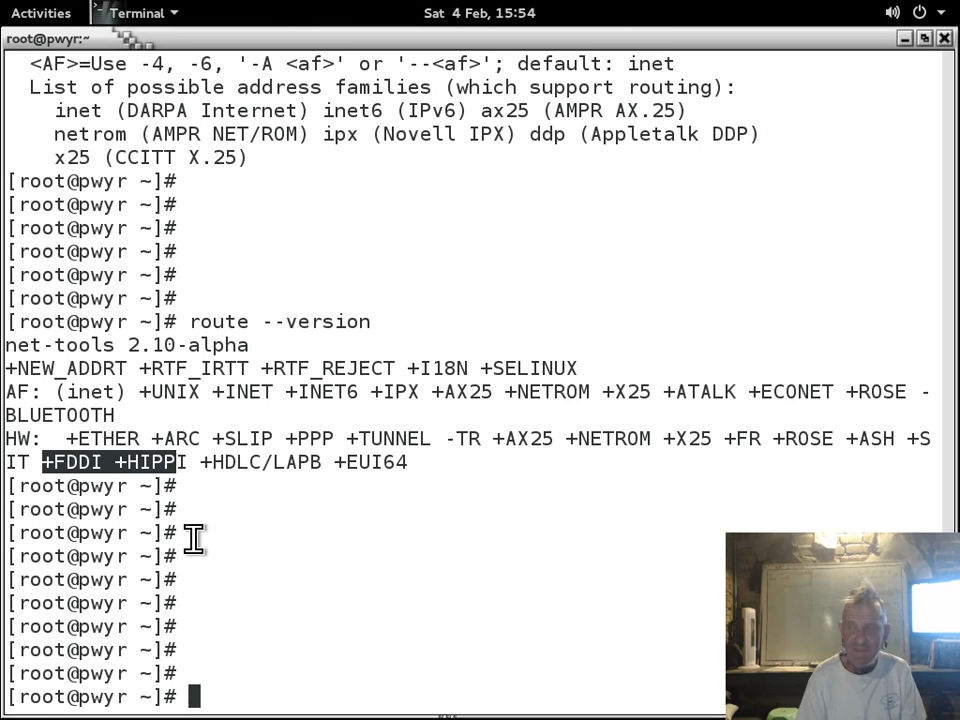 Activities Terminal Sat 4 Feb, 15:54
root@pwyr:~
<AF>=Use -4, -6, '-A <af>' or '--<af>'; default: inet
List of possible address families (which support routing):
inet (DARPA Internet) inet6 (IPv6) ax25 (AMPR AX.25)
netrom (AMPR NET/ROM) ipx (Novell IPX) ddp (Appletalk DDP)
x25 (CCITT X.25)
[root@pwyr ~]#
[root@pwyr ~]#
[root@pwyr ~]#
[root@pwyr ~]#
[root@pwyr ~]#
[root@pwyr ~]#
[root@pwyr ~]# route --version
net-tools 2.10-alpha
+NEW_ADDRT +RTF_IRTT +RTF_REJECT +I18N +SELINUX
AF: (inet) +UNIX +INET +INET6 +IPX +AX25 +NETROM +X25 +ATALK +ECONET +ROSE -
BLUETOOTH
HW:  +ETHER +ARC +SLIP +PPP +TUNNEL -TR +AX25 +NETROM +X25 +FR +ROSE +ASH +S
IT +FDDI +HIPPI +HDLC/LAPB +EUI64
[root@pwyr ~]#
[root@pwyr ~]#
[root@pwyr ~]#
[root@pwyr ~]#
[root@pwyr ~]#
[root@pwyr ~]#
[root@pwyr ~]#
[root@pwyr ~]#
[root@pwyr ~]#
[root@pwyr ~]#